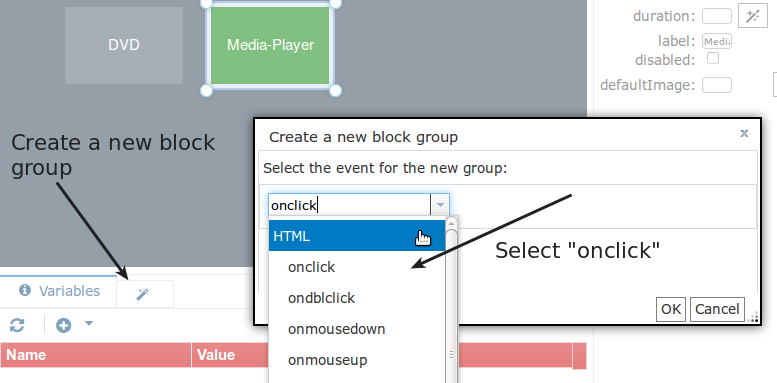 DVD
Media-Player
duration:
label:
Media
disabled:
defaultImage:
Create a new block
group
Create a new block group
x
Select the event for the new group:
onclick
HTML
onclick
ondblclick
onmousedown
onmouseup
Select "onclick"
OK
Cancel
Variables
Name
Value